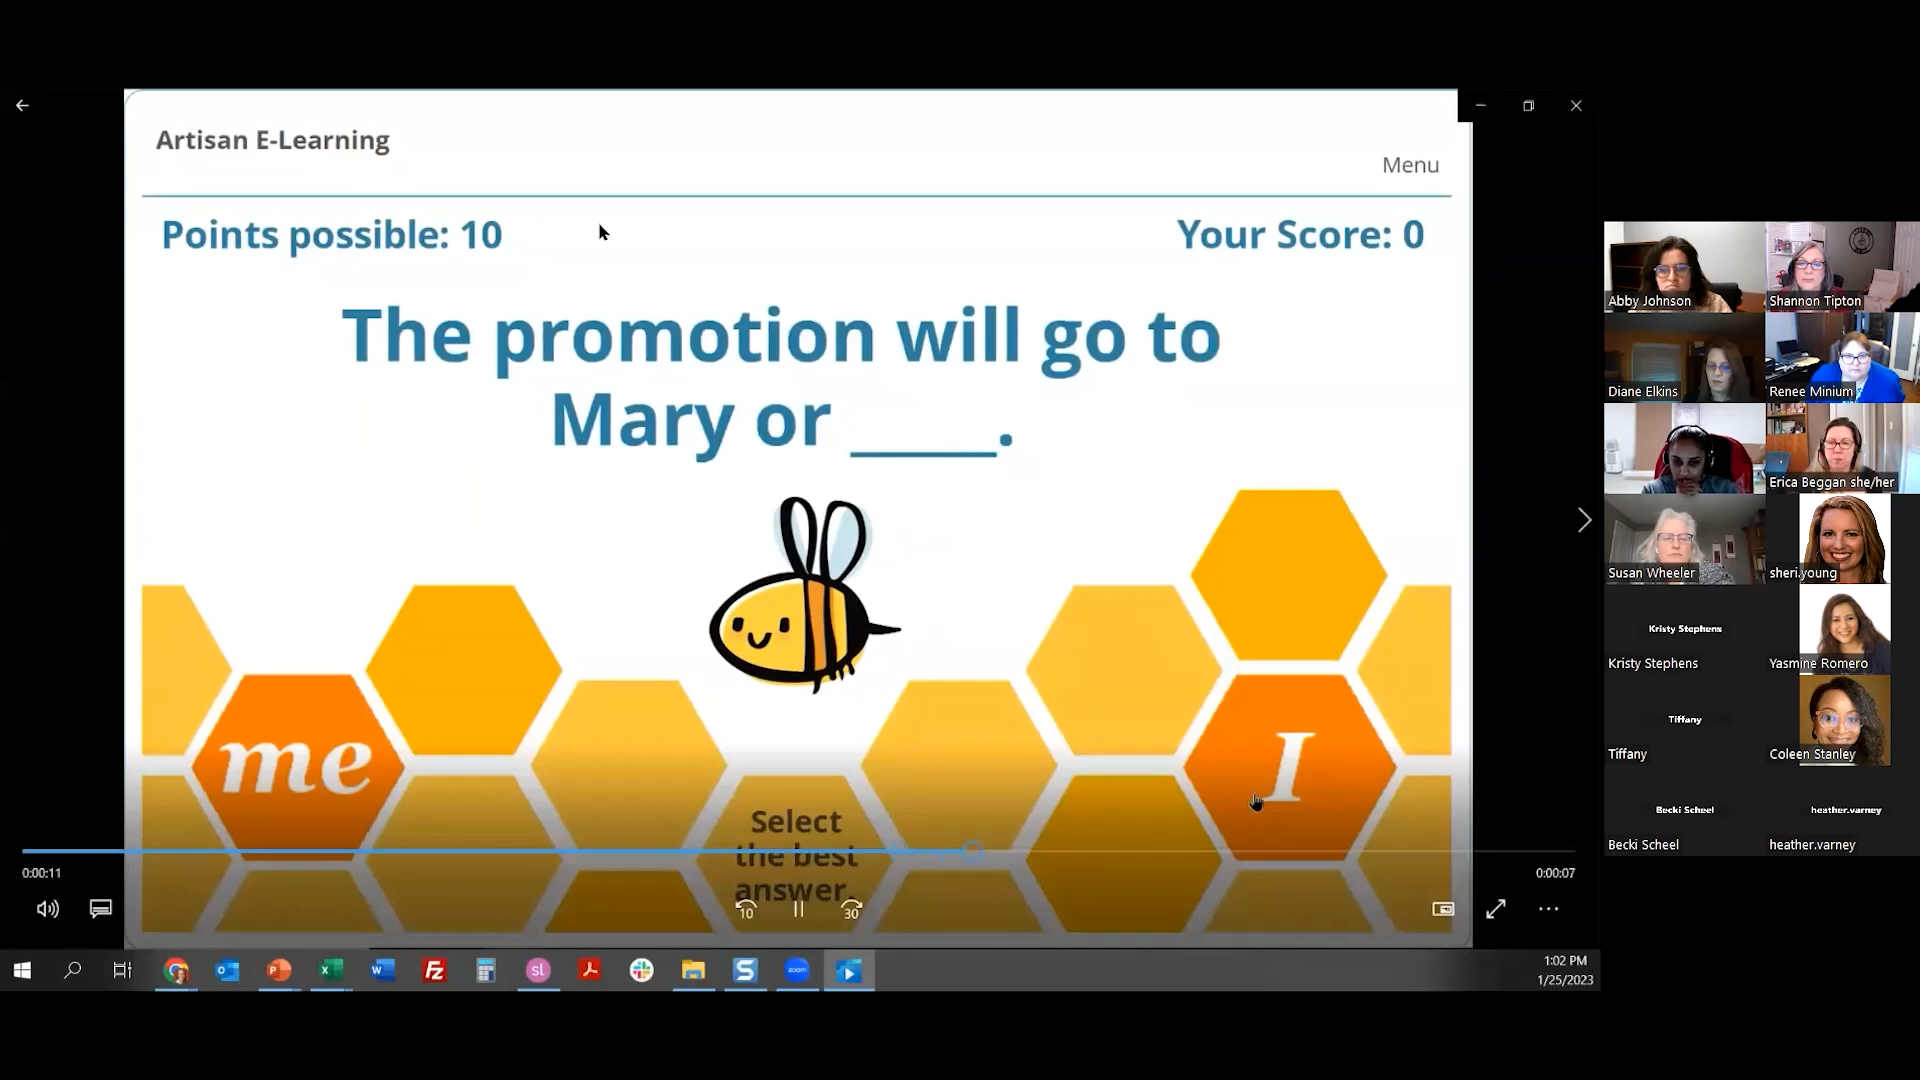 Artisan E-Learning
Menu
Points possible: 10
Your Score: 0
The promotion will go to
Mary or _____.
me
I
Select
the best
answer.
0:00:11
0:00:07
10
30
1:02 PM
1/25/2023
Abby Johnson
Shannon Tipton
Diane Elkins
Renee Minium
Erica Beggan she/her
Susan Wheeler
sheri.young
Kristy Stephens
Kristy Stephens
Yasmine Romero
Tiffany
Tiffany
Coleen Stanley
Becki Scheel
heather.varney
Becki Scheel
heather.varney
sl
zoom